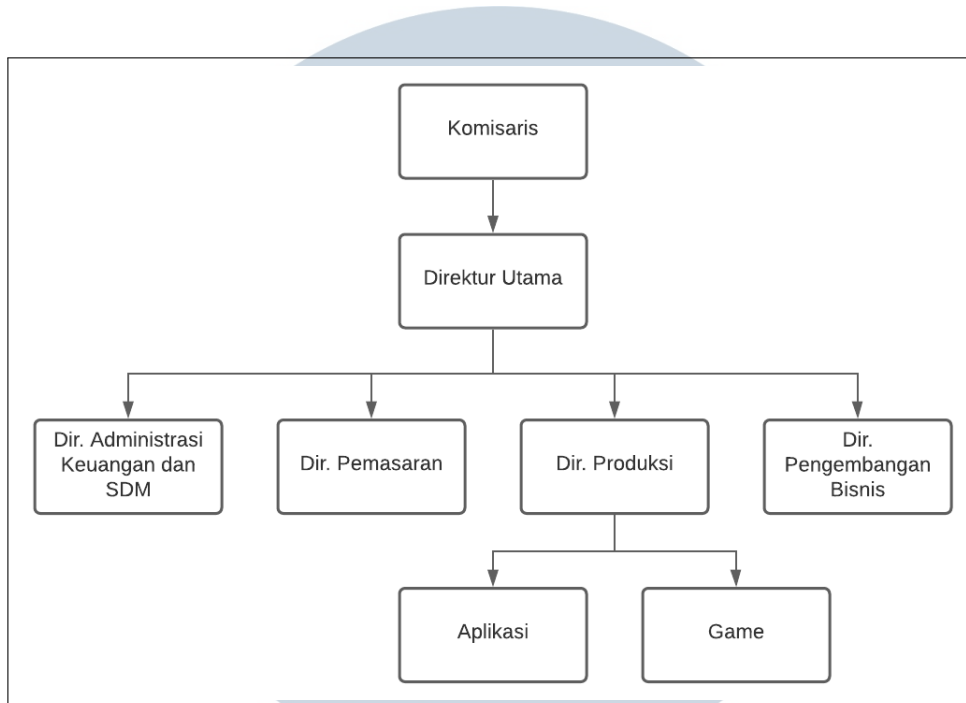 Komisaris
Direktur Utama
Dir. Administrasi
Keuangan dan
SDM
Dir. Pemasaran
Dir. Produksi
Dir.
Pengembangan
Bisnis
Aplikasi
Game